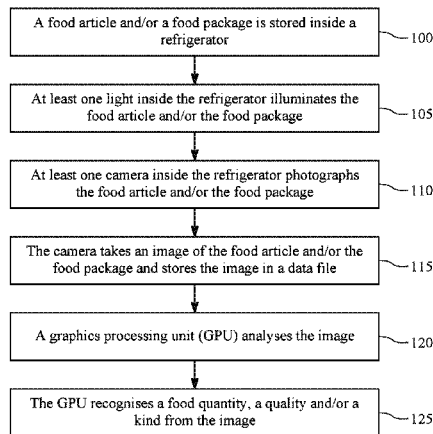 A food article and/or a food package is stored inside a
refrigerator
100
At least one light inside the refrigerator illuminates the
food article and/or the food package
105
At least one camera inside the refrigerator photographs
the food article and/or the food package
110
The camera takes an image of the food article and/or the
food package and stores the image in a data file
115
A graphics processing unit (GPU) analyses the image
120
The GPU recognises a food quantity, a quality and/or a
kind from the image
125